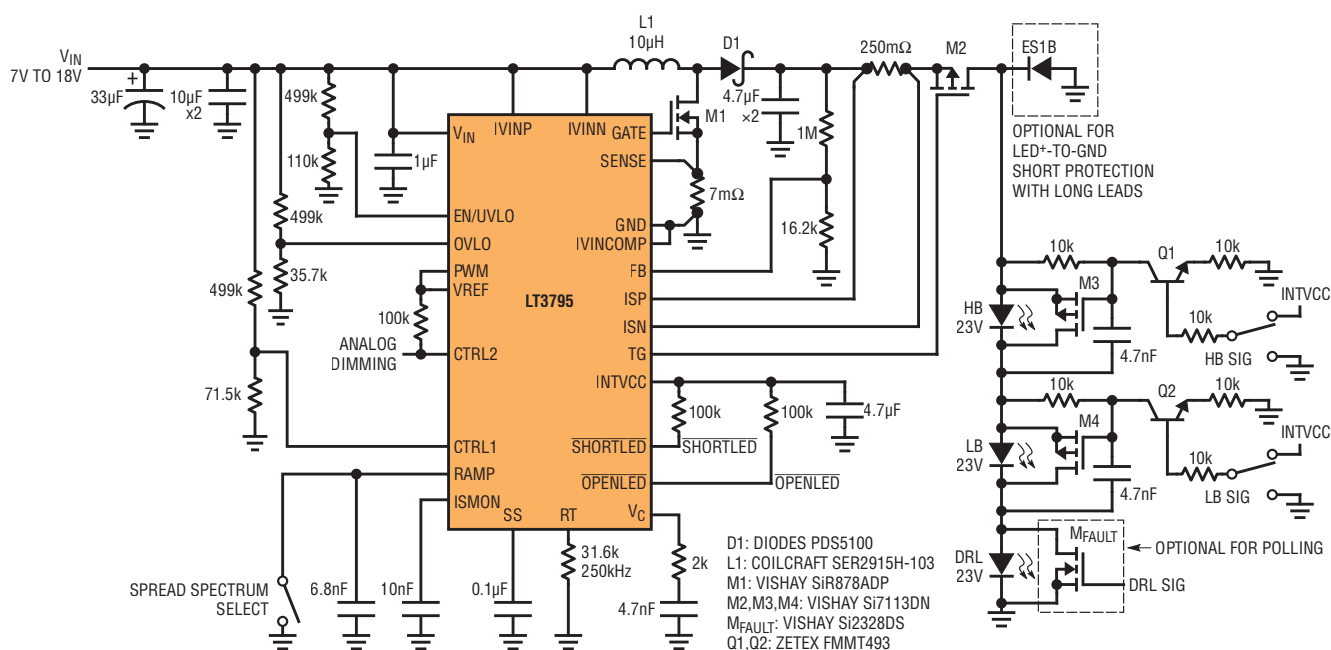 L1
10µH
D1
250mΩ
M2
ES1B
VIN
7V TO 18V
+
33µF
10µF
x2
499k
110k
1µF
VIN
IVINP
IVINN
GATE
M1
4.7µF
×2
1M
OPTIONAL FOR
LED+-TO-GND
SHORT PROTECTION
WITH LONG LEADS
SENSE
7mΩ
499k
EN/UVLO
GND
16.2k
OVLO
IVINCOMP
35.7k
PWM
FB
499k
VREF
LT3795
ISP
100k
ISN
ANALOG
DIMMING
CTRL2
TG
71.5k
INTVCC
100k
100k
4.7µF
CTRL1
SHORTLED
SHORTLED
RAMP
OPENLED
OPENLED
ISMON
SS
RT
VC
10k
Q1
10k
M3
INTVCC
HB
23V
10k
4.7nF
HB SIG
10k
Q2
10k
M4
INTVCC
LB
23V
10k
4.7nF
LB SIG
MFAULT
OPTIONAL FOR POLLING
DRL
23V
DRL SIG
SPREAD SPECTRUM
SELECT
6.8nF
10nF
0.1µF
31.6k
250kHz
2k
4.7nF
D1: DIODES PDS5100
L1: COILCRAFT SER2915H-103
M1: VISHAY SiR878ADP
M2,M3,M4: VISHAY Si7113DN
MFAULT: VISHAY Si2328DS
Q1,Q2: ZETEX FMMT493